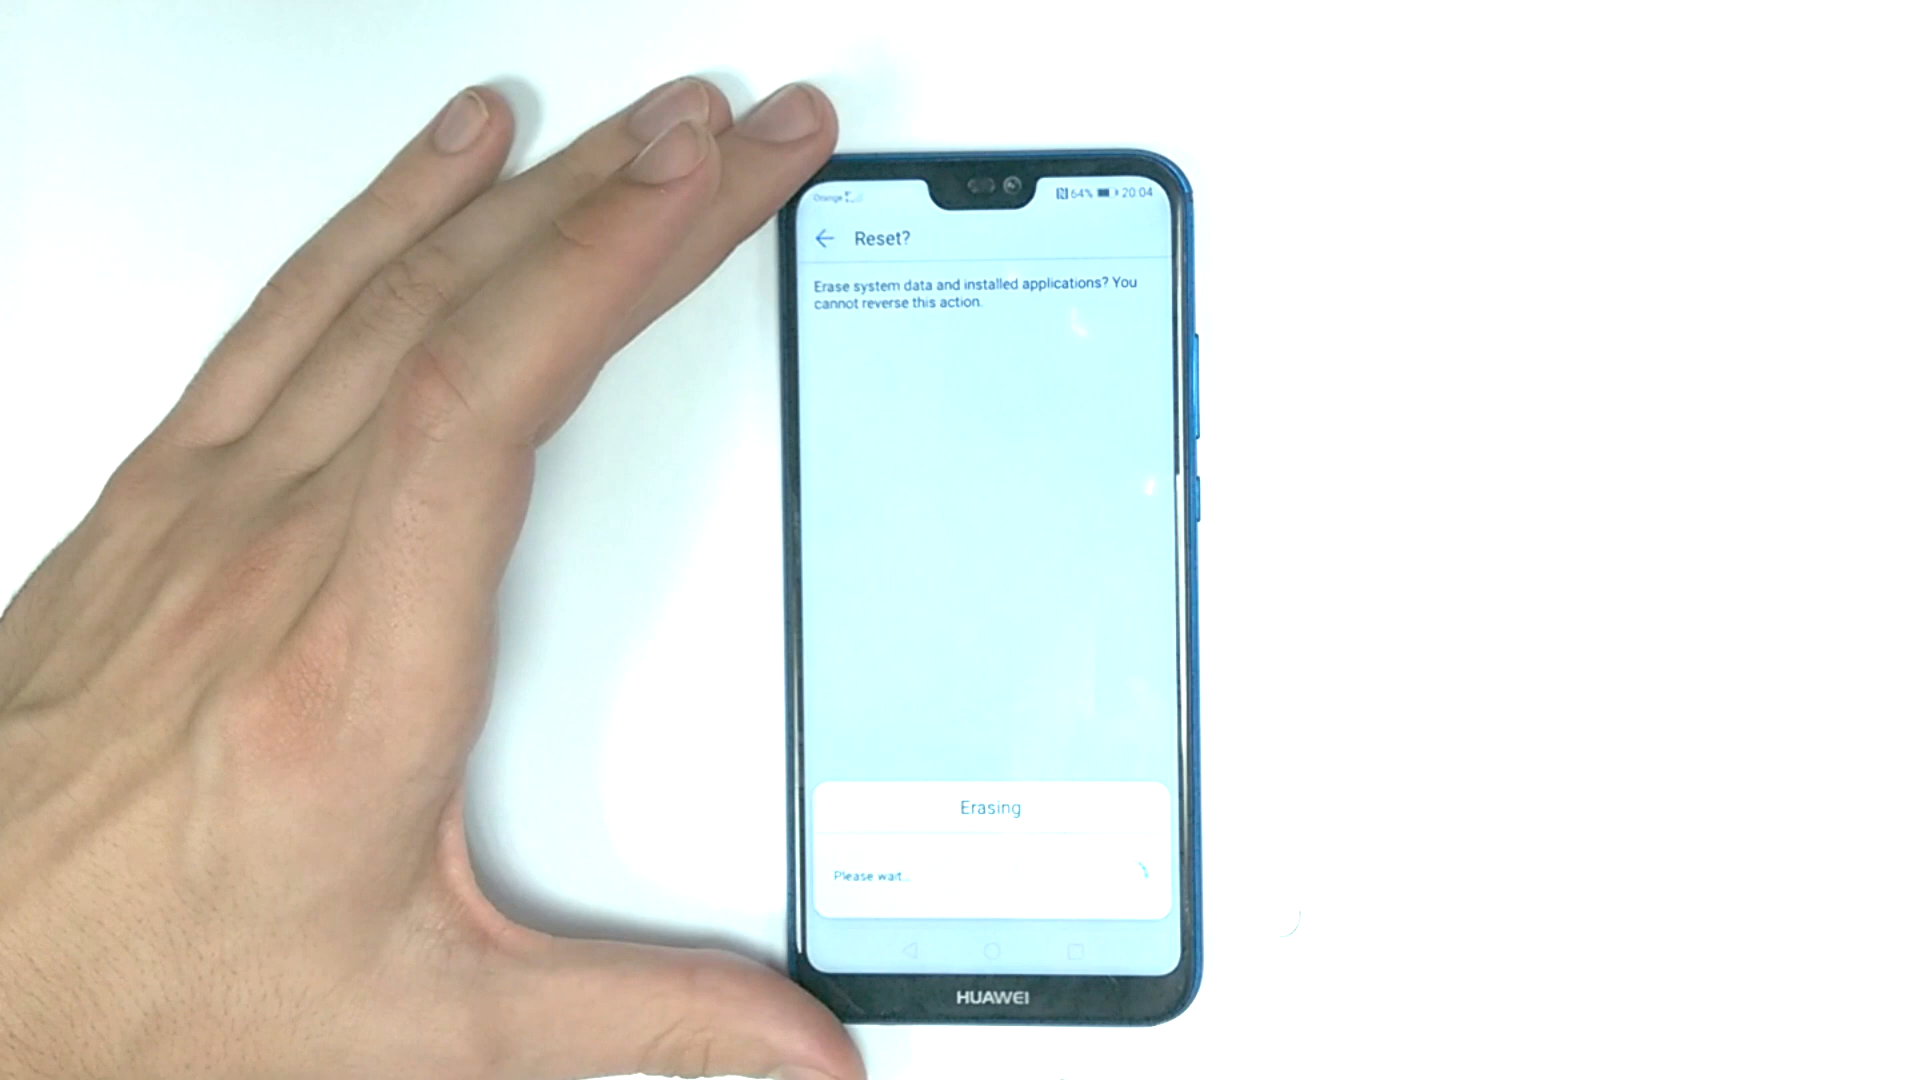 Orange 64% 20:04
Reset?
Erase system data and installed applications? You
cannot reverse this action.
Erasing
Please wait...
HUAWEI